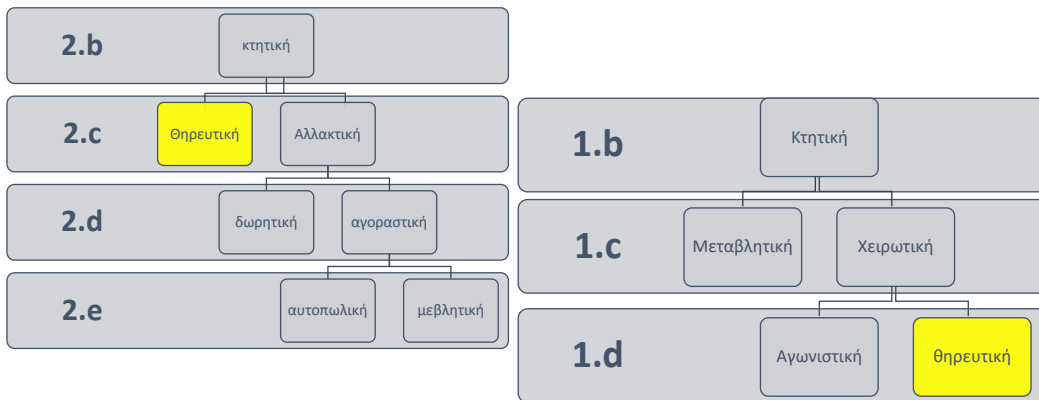 2.b
κτητική
2.c
Θηρευτική
Αλλακτική
2.d
δωρητική
αγοραστική
2.e
αυτοπωλική
μεβλητική
1.b
Κτητική
1.c
Μεταβλητική
Χειρωτική
1.d
Αγωνιστική
θηρευτική